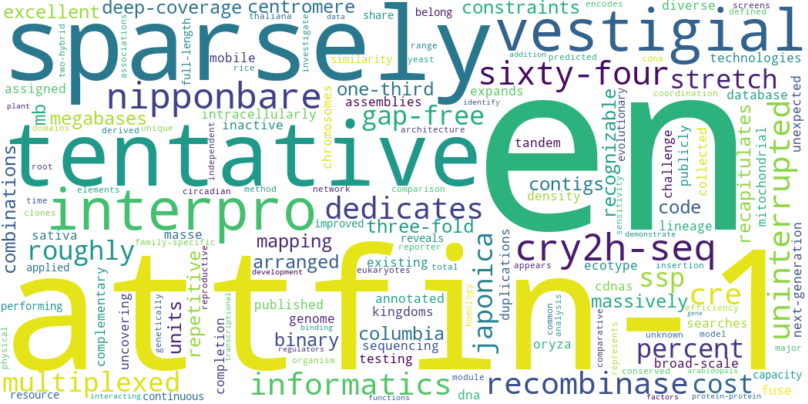 excellent deep-coverage centromere constraints diverse encodes screens
two-hybrid associations full-length thaliana data share belong defined
sparsely vestigial
assigned rice mobile investigate similarity yeast range predicted cdna technologies
nipponbare one-third sixty-four stretch
plant mb megabases intracellularly chromosomes assemblies expands addition coordination database
domains derived unique inactive independent gap-free identify recognizable evolutionary challenge publicly collected unexpected
tentative en
root architecture tandem sensitivity
combinations elements circadian method network comparison contigs density code recapitulates mitochondrial uninterrupted
time clones interpro dedicates lineage
sativa masse improved three-fold demonstrate
roughly family-specific mapping reveals reporter cry2h-seq
applied repetitive reproductive arranged existing japonica duplications appears ecotype insertion next-generation
attfin-1
performing complementary uncovering genetically units development eukaryotes total homology cdnas ssp cre
published annotated kingdoms massively efficiency
transcriptional genome binding columbia common analysis unknown model gene searches
physical completion binary regulators sequencing oryza comparative represents percent major
organism testing broad-scale
multiplexed informatics module recombinase conserved arabidopsis cost capacity
resource interacting continuous functions dna factors protein-protein fuse